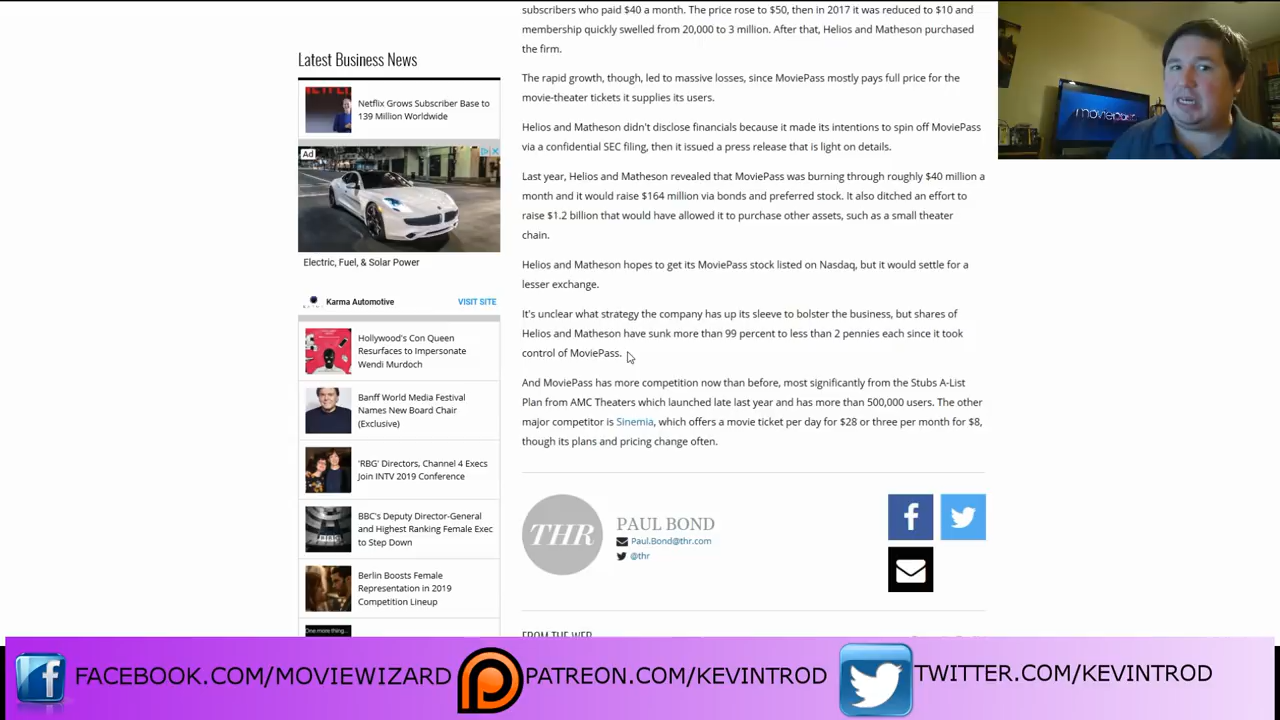 subscribers who paid $40 a month. The price rose to $50, then in 2017 it was reduced to $10 and
membership quickly swelled from 20,000 to 3 million. After that, Helios and Matheson purchased
the firm.
The rapid growth, though, led to massive losses, since MoviePass mostly pays full price for the
movie-theater tickets it supplies its users.
Helios and Matheson didn't disclose financials because it made its intentions to spin off MoviePass
via a confidential SEC filing, then it issued a press release that is light on details.
Last year, Helios and Matheson revealed that MoviePass was burning through roughly $40 million a
month and it would raise $164 million via bonds and preferred stock. It also ditched an effort to
raise $1.2 billion that would have allowed it to purchase other assets, such as a small theater
chain.
Helios and Matheson hopes to get its MoviePass stock listed on Nasdaq, but it would settle for a
lesser exchange.
It's unclear what strategy the company has up its sleeve to bolster the business, but shares of
Helios and Matheson have sunk more than 99 percent to less than 2 pennies each since it took
control of MoviePass.
And MoviePass has more competition now than before, most significantly from the Stubs A-List
Plan from AMC Theaters which launched late last year and has more than 500,000 users. The other
major competitor is Sinemia, which offers a movie ticket per day for $28 or three per month for $8,
though its plans and pricing change often.
THR
PAUL BOND
Paul.Bond@thr.com
@thr
FROM THE WEB
Latest Business News
Netflix Grows Subscriber Base to
139 Million Worldwide
Ad
Electric, Fuel, & Solar Power
Karma Automotive
VISIT SITE
Hollywood's Con Queen
Resurfaces to Impersonate
Wendi Murdoch
Banff World Media Festival
Names New Board Chair
(Exclusive)
'RBG' Directors, Channel 4 Execs
Join INTV 2019 Conference
BBC's Deputy Director-General
and Highest Ranking Female Exec
to Step Down
Berlin Boosts Female
Representation in 2019
Competition Lineup
One more thing...
FACEBOOK.COM/MOVIEWIZARD
PATREON.COM/KEVINTROD
TWITTER.COM/KEVINTROD